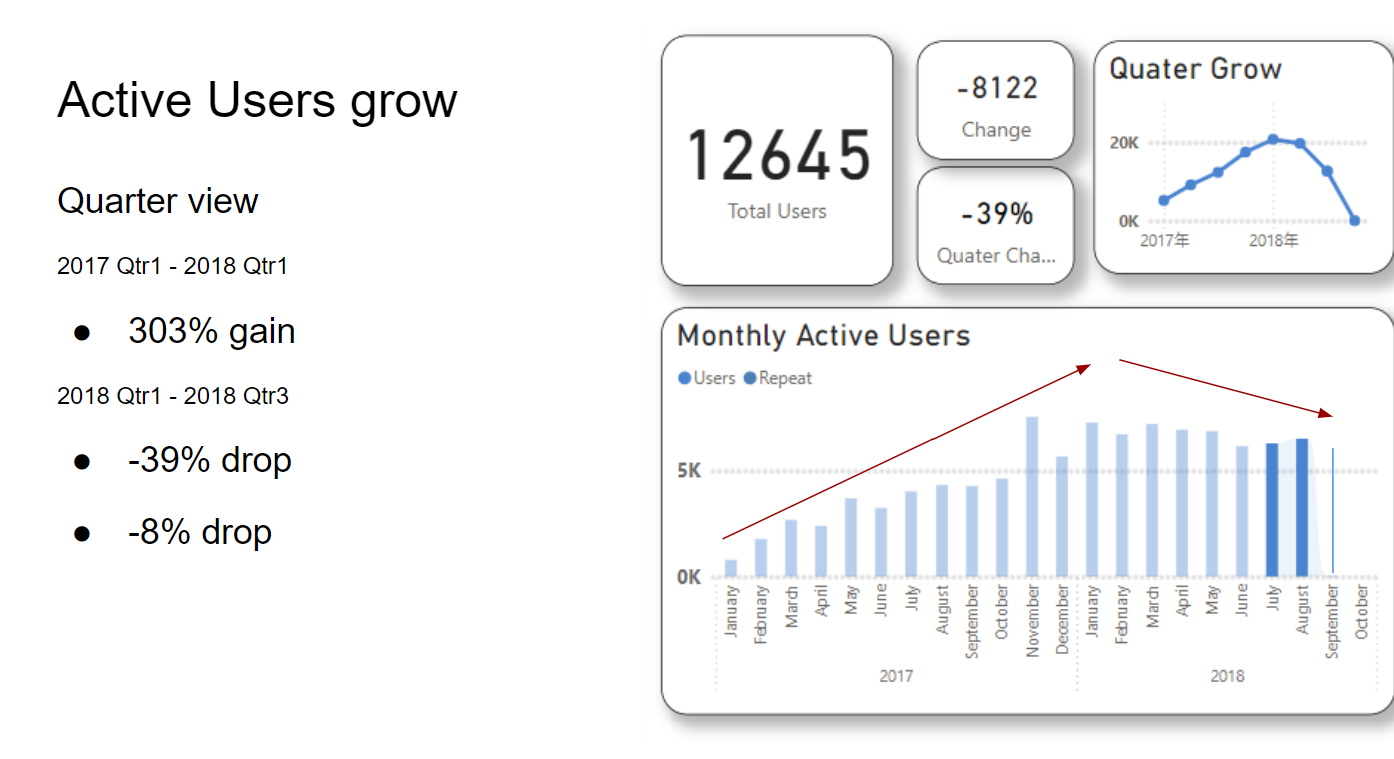 Active Users grow
Quarter view
2017 Qtr1 - 2018 Qtr1
● 303% gain
2018 Qtr1 - 2018 Qtr3
● -39% drop
● -8% drop
12645
Total Users
-8122
Change
-39%
Quater Cha...
Quater Grow
20K
0K
2017年
2018年
Monthly Active Users
Users Repeat
5K
0K
January
February
March
April
May
June
July
August
September
October
November
December
January
February
March
April
May
June
July
August
September
October
2017
2018